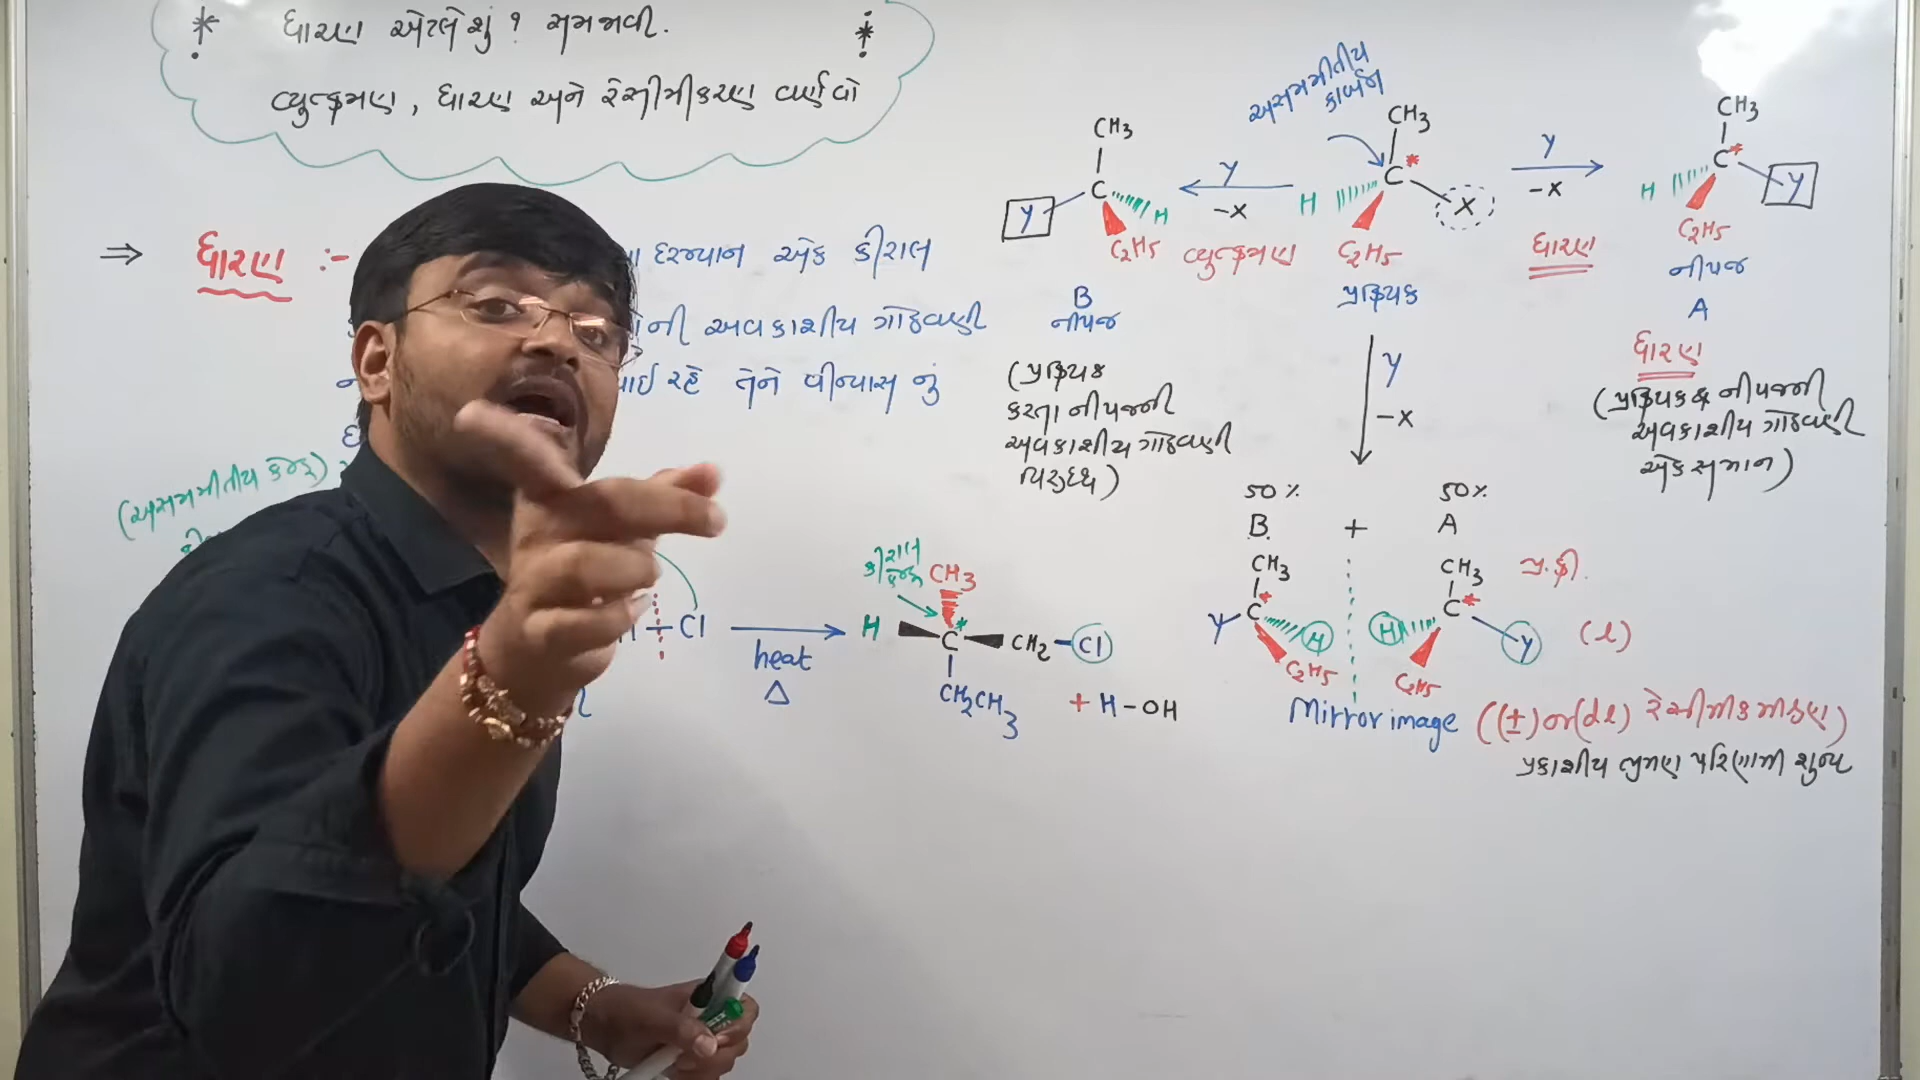 * ધારણ એટલે શું ? સમજાવી. *
વ્યુત્ક્રમણ , ધારણ અને રેસીમીકરણ વર્ણવો
⇒ ધારણ :-
દરમ્યાન એક કીરાલ
ની અવકાશીય ગોઠવણી
રહે તેને વીન્યાસ નું
(અસમમીતીય કેન્દ્ર)
Cl
heat
Δ
કીરાલ કેન્દ્ર
CH3
H C* CH2-Cl
CH2CH3
+ H-OH
અસમમીતીય
કાર્બન
CH3
Y C H
C2H5
B
નીપજ
(પ્રક્રિયક
કરતા નીપજની
અવકાશીય ગોઠવણી
વિરુધ્ધ)
Y
-X
વ્યુત્ક્રમણ
CH3
H C* X
C2H5
પ્રક્રિયક
Y
-X
ધારણ
CH3
H C* Y
C2H5
નીપજ
A
ધારણ
(પ્રક્રિયક & નીપજની
અવકાશીય ગોઠવણી
એક સમાન)
Y
-X
50% 50%
B + A
CH3 CH3 પ્ર.ક્રી.
Y C* H H C* Y (l)
C2H5 C2H5
Mirror image ((±) or (dl) રેસીમીક મીશ્રણ)
પ્રકાશીય ભ્રમણ પરિણામી શુન્ય